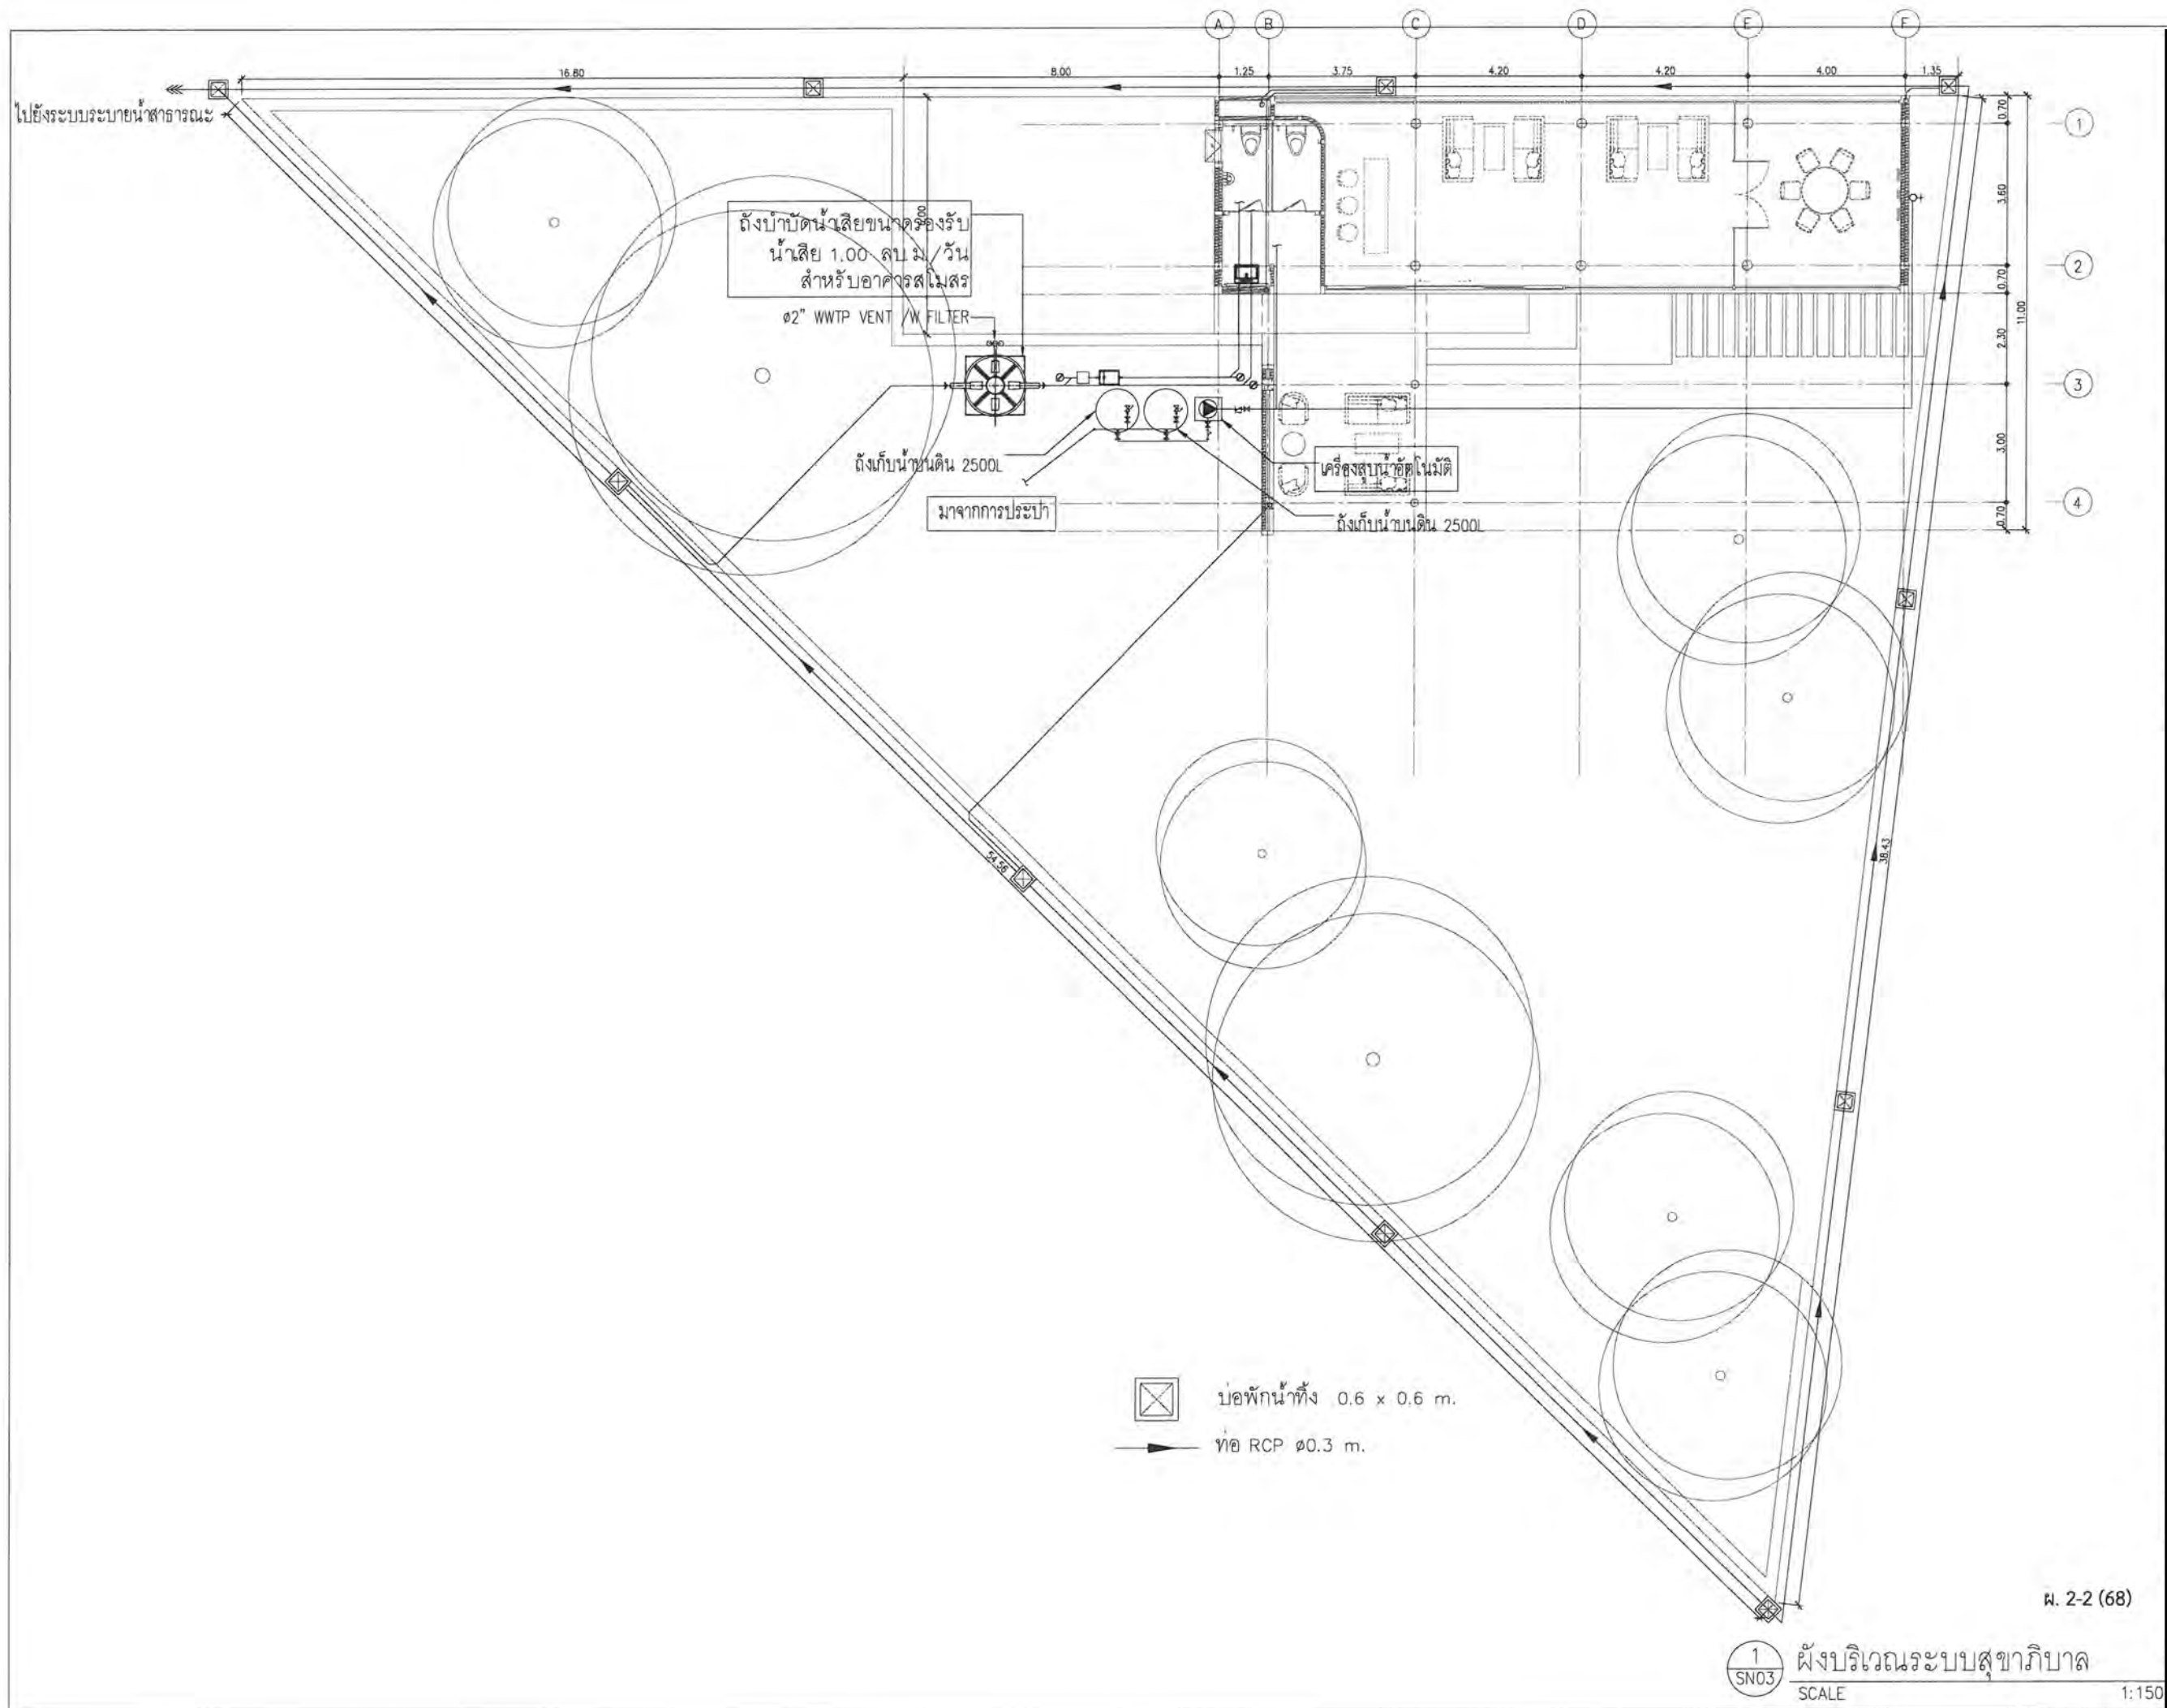 A
B
C
D
E
F
16.80
8.00
1.25
3.75
4.20
4.20
4.00
1.35
ไปยังระบบระบายน้ำสาธารณะ
0.70
1
3.60
ถังบำบัดน้ำเสียขนาดรองรับ
น้ำเสีย 1.00 ลบ.ม./วัน
สำหรับอาคารสโมสร
2
0.70
11.00
ø2" WWTP VENT /W FILTER
2.30
3
3.00
ถังเก็บน้ำบนดิน 2500L
เครื่องสูบน้ำอัตโนมัติ
มาจากการประปา
ถังเก็บน้ำบนดิน 2500L
4
0.70
54.56
38.43
บ่อพักน้ำทิ้ง 0.6 x 0.6 m.
ท่อ RCP ø0.3 m.
ผ. 2-2 (68)
1
SN03
ผังบริเวณระบบสุขาภิบาล
SCALE 1:150